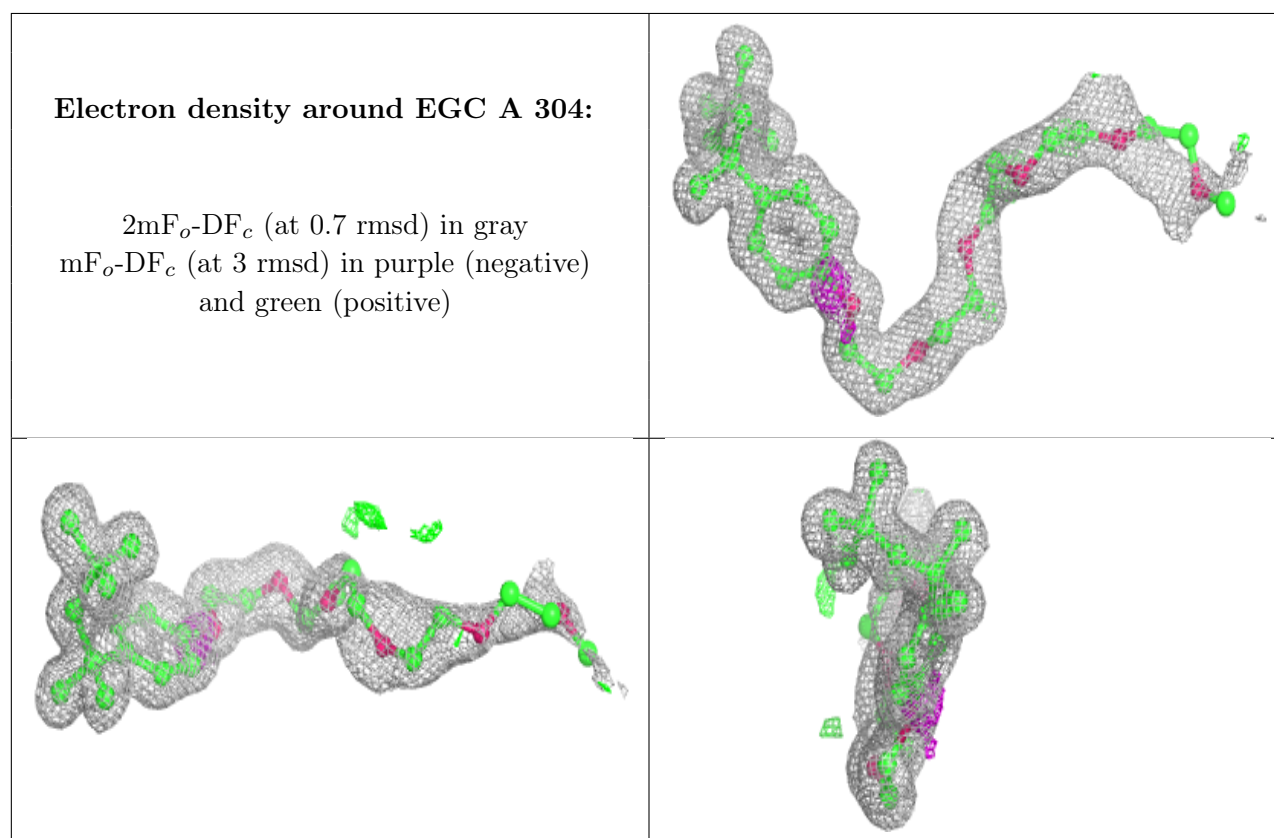 Electron density around EGC A 304:
2mFo-DFc (at 0.7 rmsd) in gray
mFo-DFc (at 3 rmsd) in purple (negative)
and green (positive)